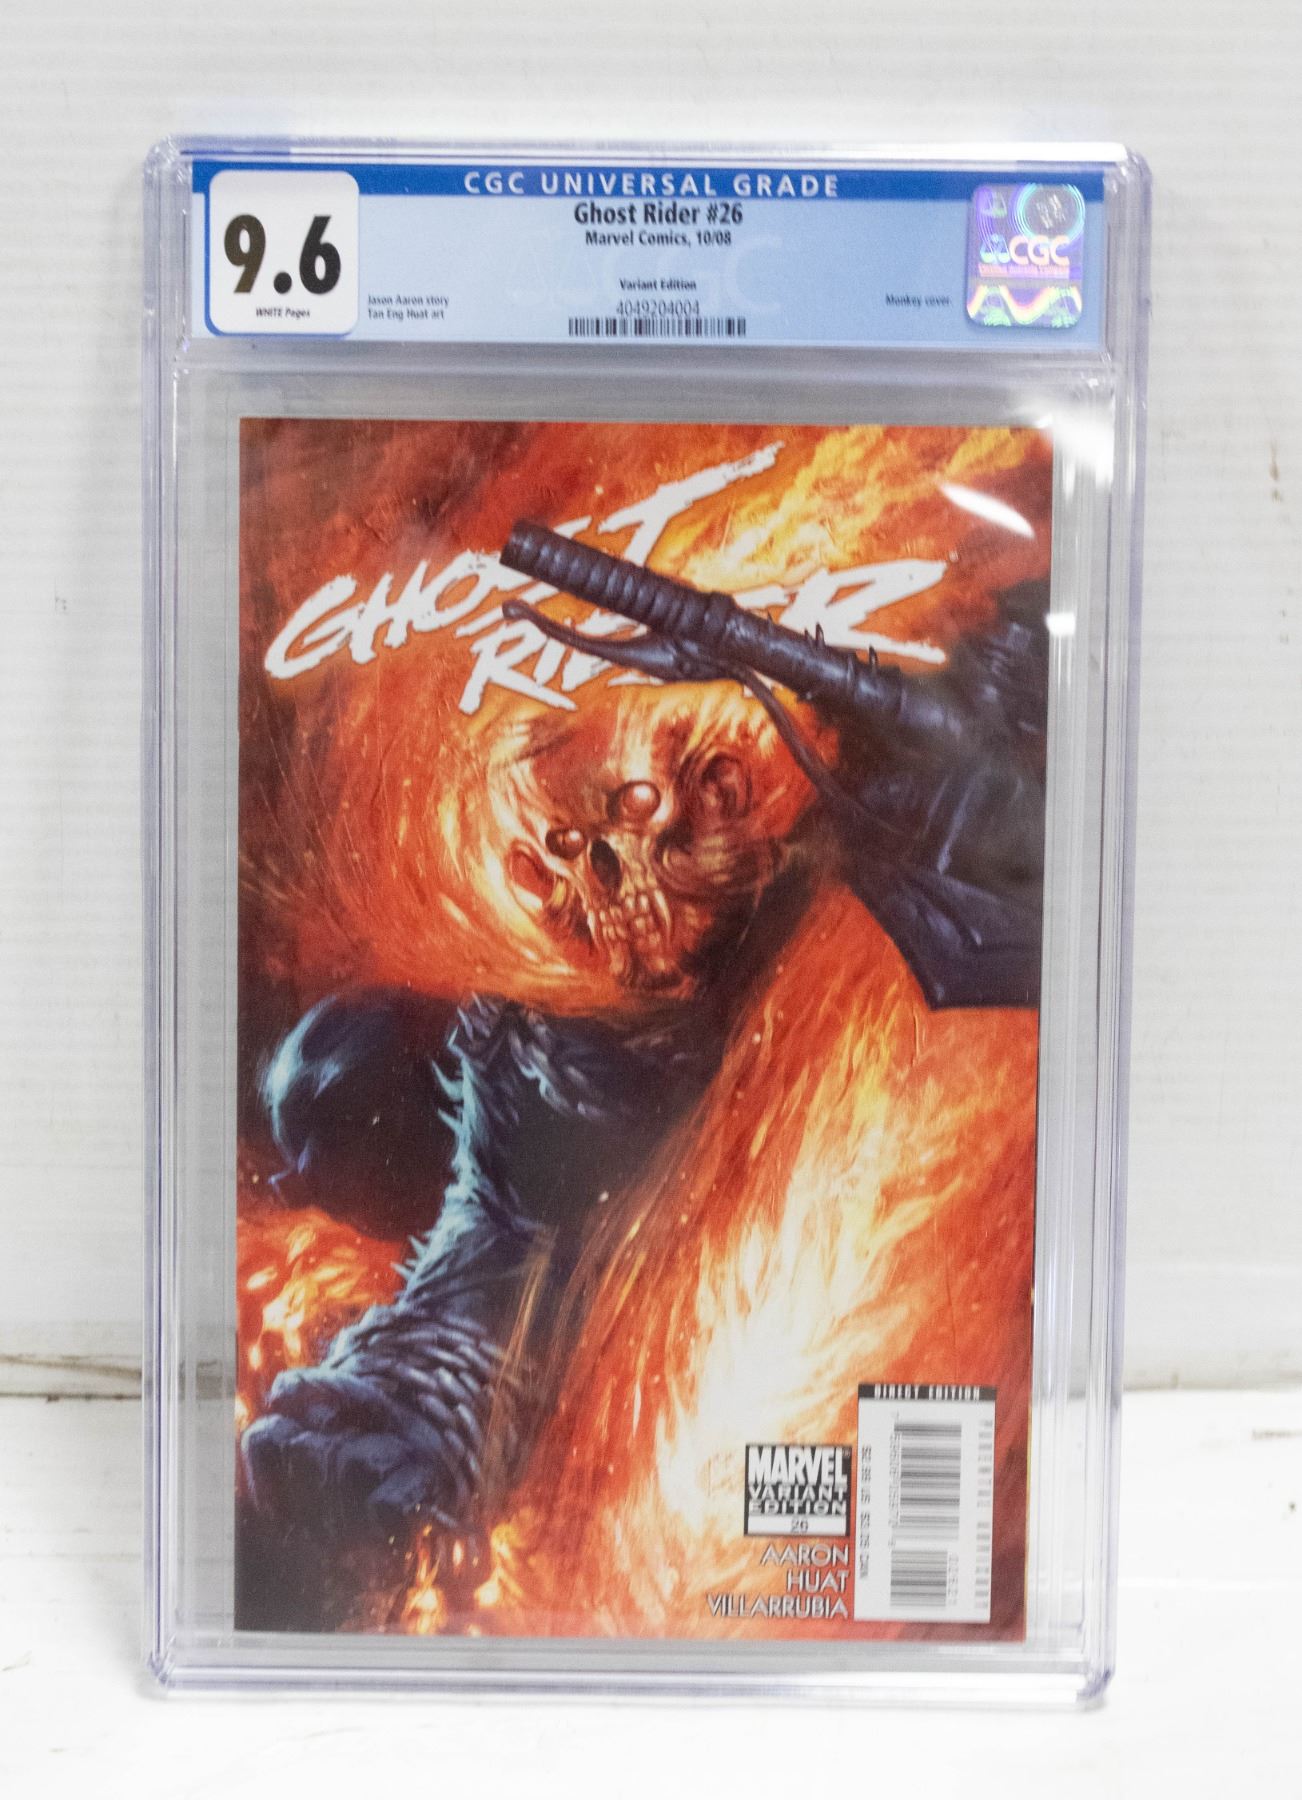 CGC UNIVERSAL GRADE
9.6
WHITE Pages
Ghost Rider #26
Marvel Comics, 10/08
Variant Edition
4049204004
Jason Aaron story
Tan Eng Huat art
Monkey cover.
CGC
GHOST
RIDER
DIRECT EDITION
MARVEL
VARIANT
EDITION
26
AARON
HUAT
VILLARRUBIA